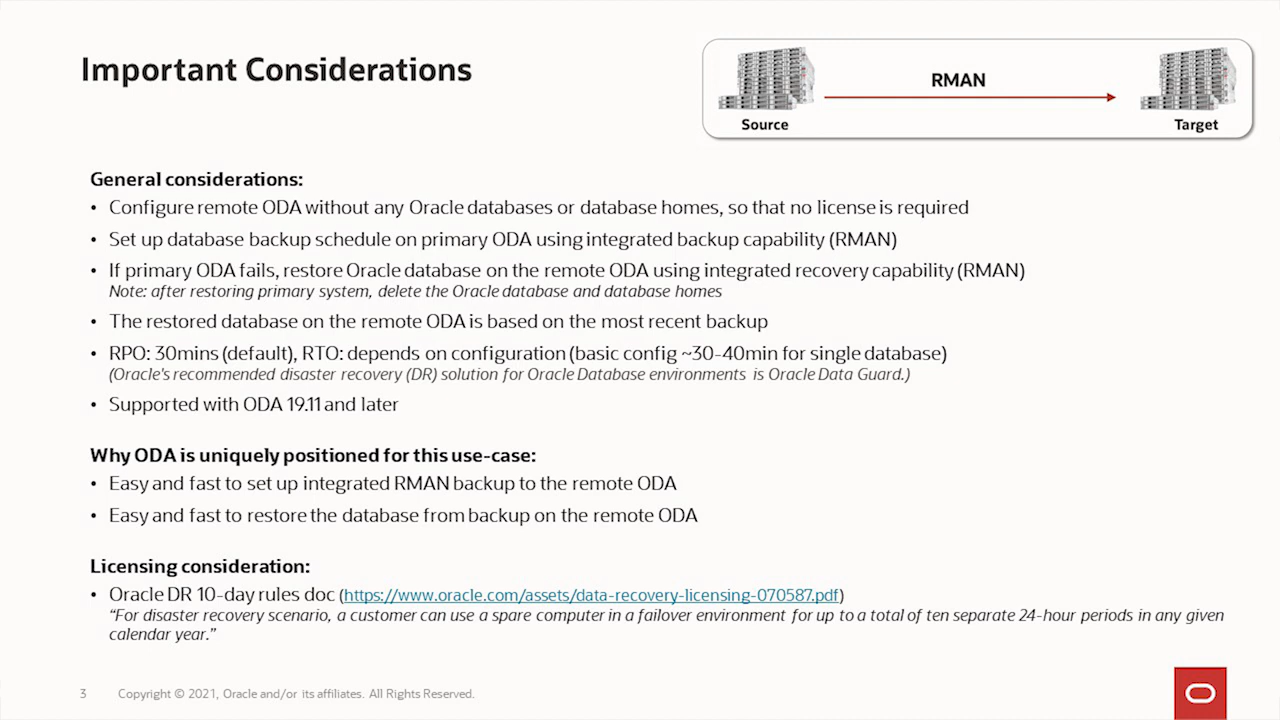 Important Considerations
RMAN
Source
Target
General considerations:
• Configure remote ODA without any Oracle databases or database homes, so that no license is required
• Set up database backup schedule on primary ODA using integrated backup capability (RMAN)
• If primary ODA fails, restore Oracle database on the remote ODA using integrated recovery capability (RMAN)
Note: after restoring primary system, delete the Oracle database and database homes
• The restored database on the remote ODA is based on the most recent backup
• RPO: 30mins (default), RTO: depends on configuration (basic config ~30-40min for single database)
(Oracle's recommended disaster recovery (DR) solution for Oracle Database environments is Oracle Data Guard.)
• Supported with ODA 19.11 and later
Why ODA is uniquely positioned for this use-case:
• Easy and fast to set up integrated RMAN backup to the remote ODA
• Easy and fast to restore the database from backup on the remote ODA
Licensing consideration:
• Oracle DR 10-day rules doc (https://www.oracle.com/assets/data-recovery-licensing-070587.pdf)
“For disaster recovery scenario, a customer can use a spare computer in a failover environment for up to a total of ten separate 24-hour periods in any given
calendar year.”
3 Copyright © 2021, Oracle and/or its affiliates. All Rights Reserved.